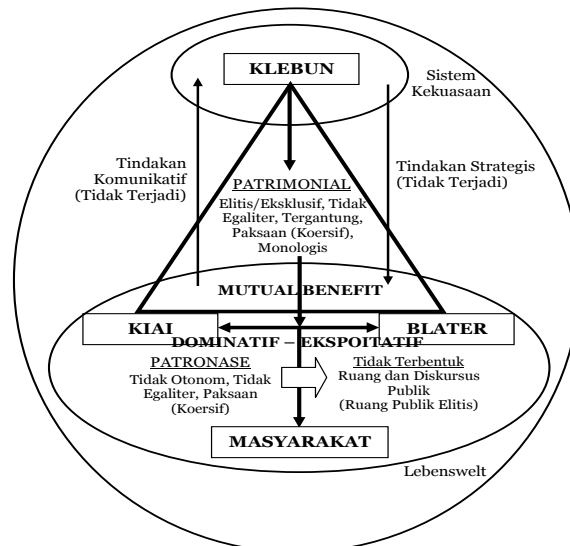 KLEBUN
Sistem
Kekuasaan
Tindakan
Komunikatif
(Tidak Terjadi)
Tindakan Strategis
(Tidak Terjadi)
PATRIMONIAL
Elitis/Eksklusif, Tidak
Egaliter, Tergantung,
Paksaan (Koersif),
Monologis
MUTUAL BENEFIT
KIAI
BLATER
DOMINATIF – EKSPOITATIF
PATRONASE
Tidak Otonom, Tidak
Egaliter, Paksaan
(Koersif)
Tidak Terbentuk
Ruang dan Diskursus
Publik
(Ruang Publik Elitis)
MASYARAKAT
Lebenswelt